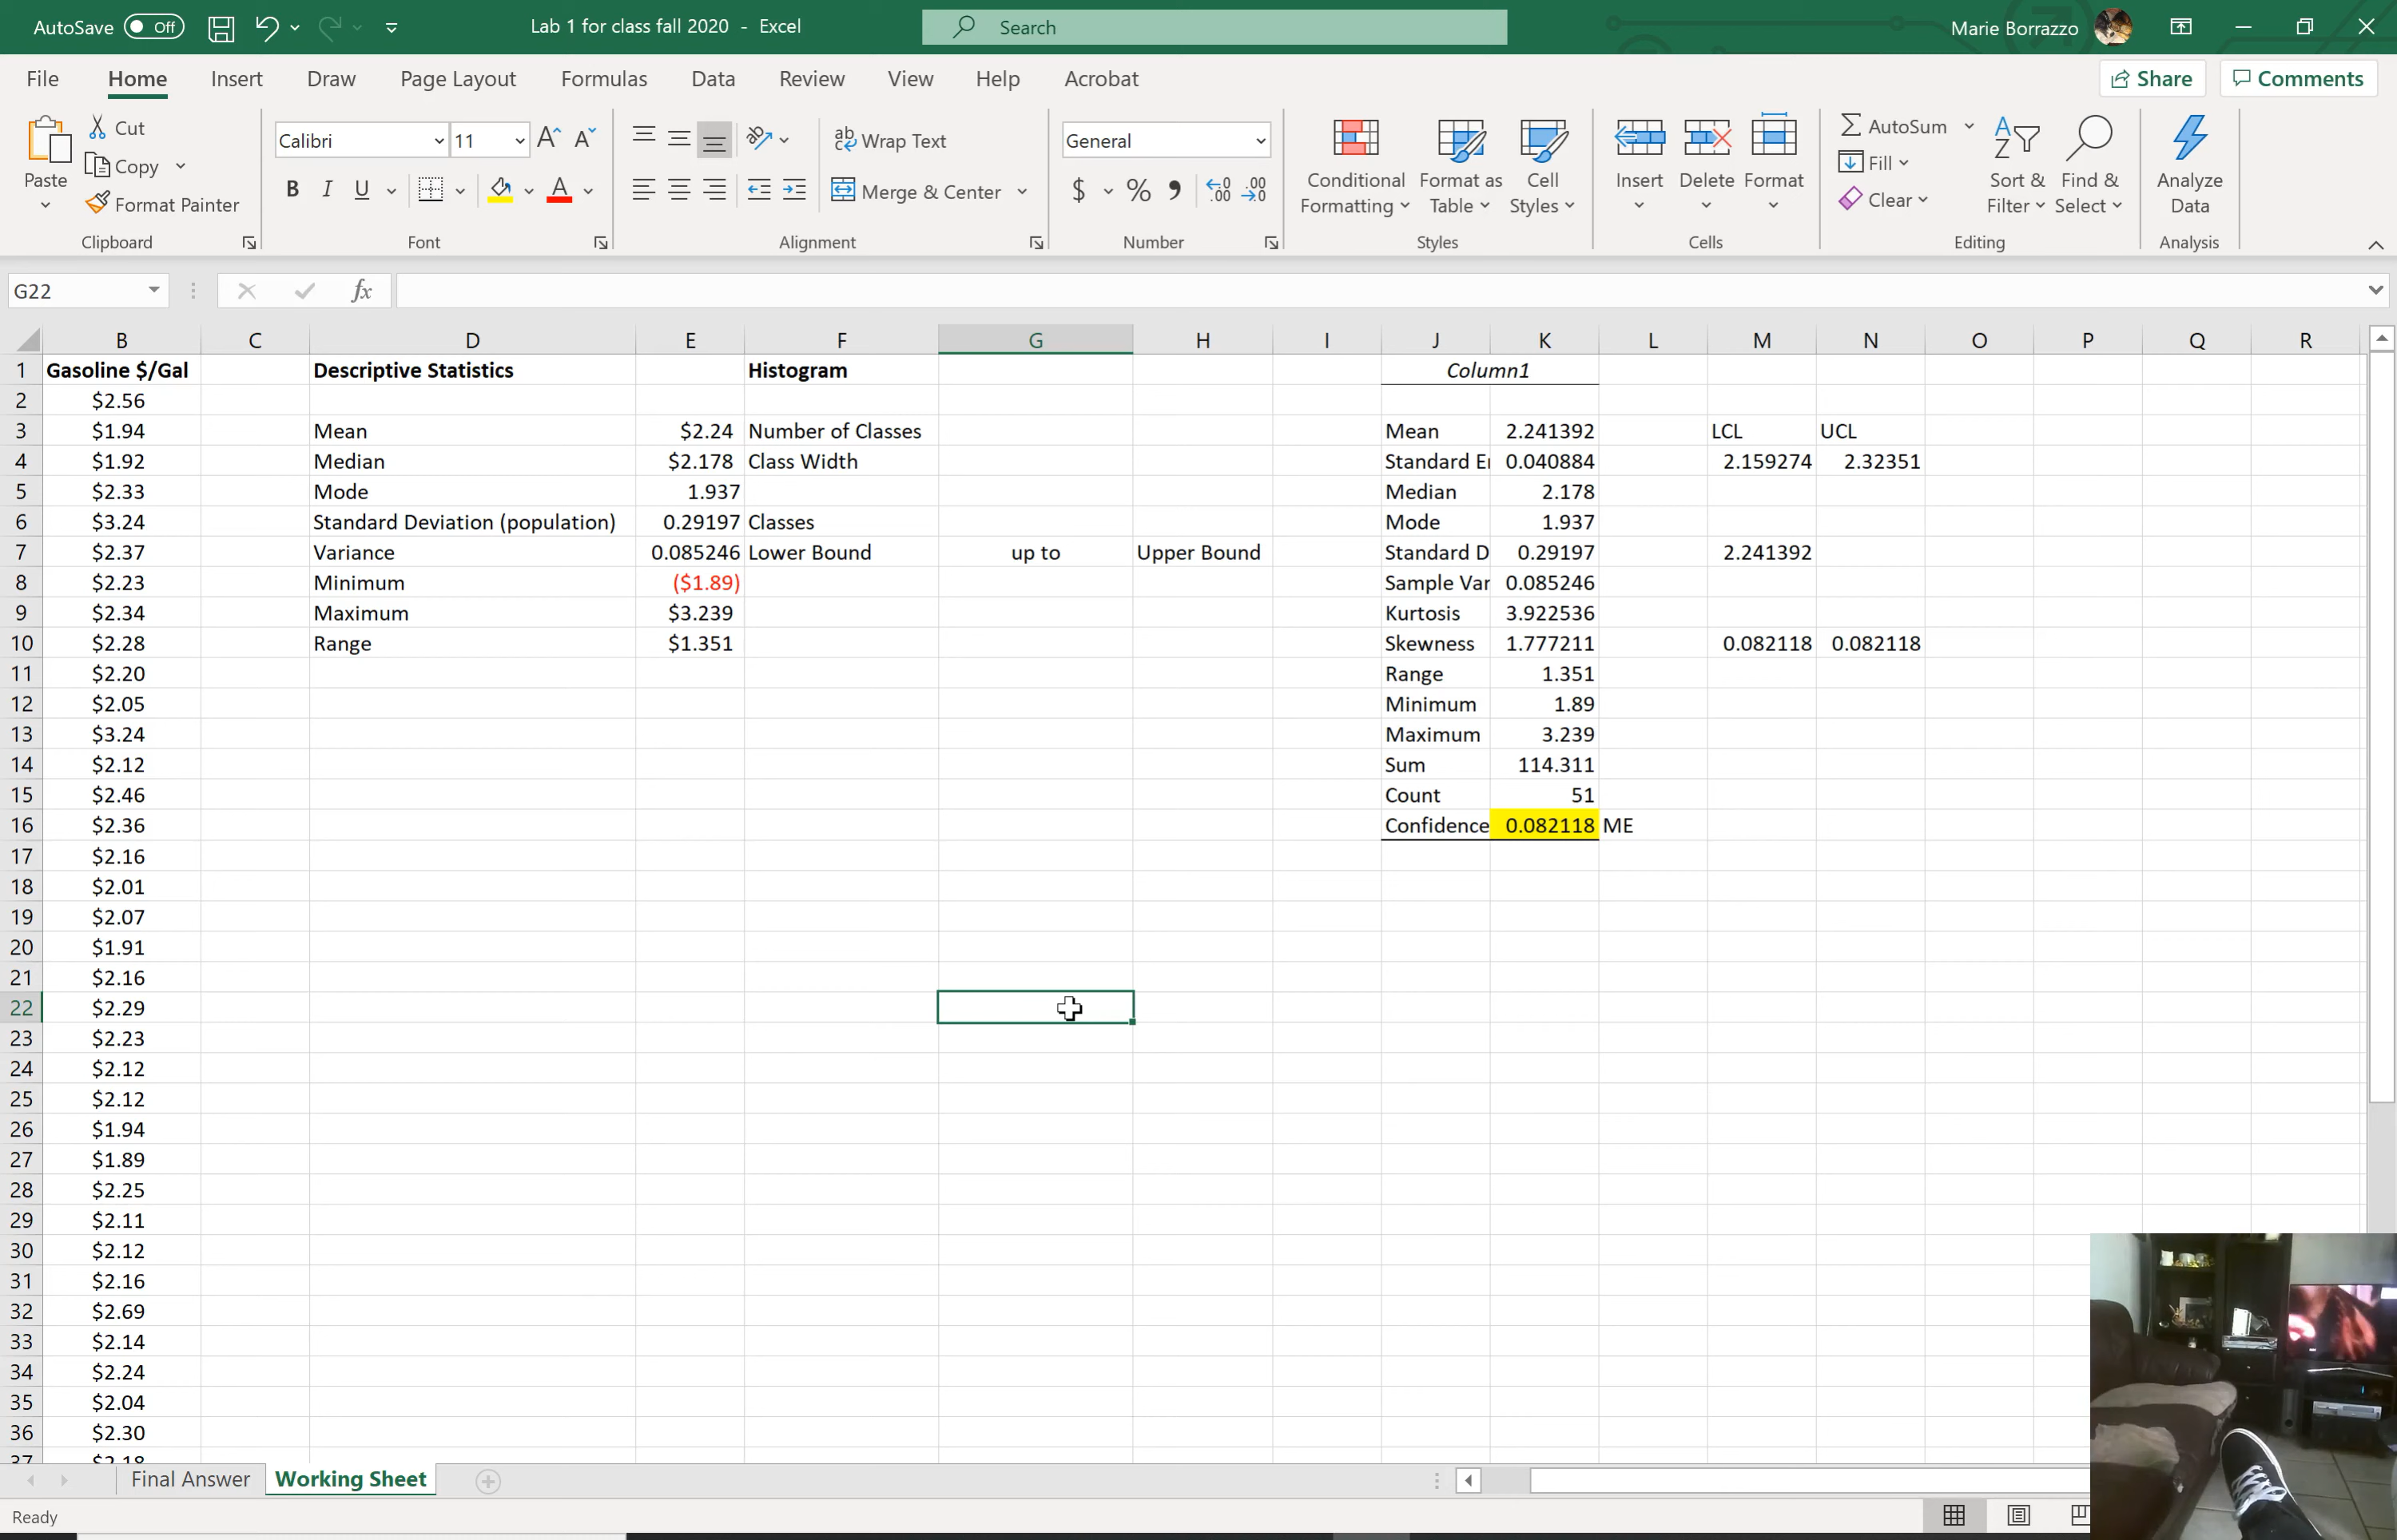 AutoSave Off Lab 1 for class fall 2020 - Excel Search Marie Borrazzo
File Home Insert Draw Page Layout Formulas Data Review View Help Acrobat Share Comments
Paste Cut Copy Format Painter Clipboard
Calibri 11 A A B I U A Font
ab Wrap Text Merge & Center Alignment
General $ % , .00 .00 Number
Conditional Formatting Format as Table Cell Styles Styles
Insert Delete Format Cells
AutoSum Fill Clear Sort & Filter Find & Select Editing
Analyze Data Analysis
G22 fx
B C D E F G H I J K L M N O P Q R
1 Gasoline $/Gal Descriptive Statistics Histogram Column1
2 $2.56
3 $1.94 Mean $2.24 Number of Classes Mean 2.241392 LCL UCL
4 $1.92 Median $2.178 Class Width Standard Er 0.040884 2.159274 2.32351
5 $2.33 Mode 1.937 Median 2.178
6 $3.24 Standard Deviation (population) 0.29197 Classes Mode 1.937
7 $2.37 Variance 0.085246 Lower Bound up to Upper Bound Standard D 0.29197 2.241392
8 $2.23 Minimum ($1.89) Sample Var 0.085246
9 $2.34 Maximum $3.239 Kurtosis 3.922536
10 $2.28 Range $1.351 Skewness 1.777211 0.082118 0.082118
11 $2.20 Range 1.351
12 $2.05 Minimum 1.89
13 $3.24 Maximum 3.239
14 $2.12 Sum 114.311
15 $2.46 Count 51
16 $2.36 Confidence 0.082118 ME
17 $2.16
18 $2.01
19 $2.07
20 $1.91
21 $2.16
22 $2.29
23 $2.23
24 $2.12
25 $2.12
26 $1.94
27 $1.89
28 $2.25
29 $2.11
30 $2.12
31 $2.16
32 $2.69
33 $2.14
34 $2.24
35 $2.04
36 $2.30
37 $2.18
Final Answer Working Sheet
Ready